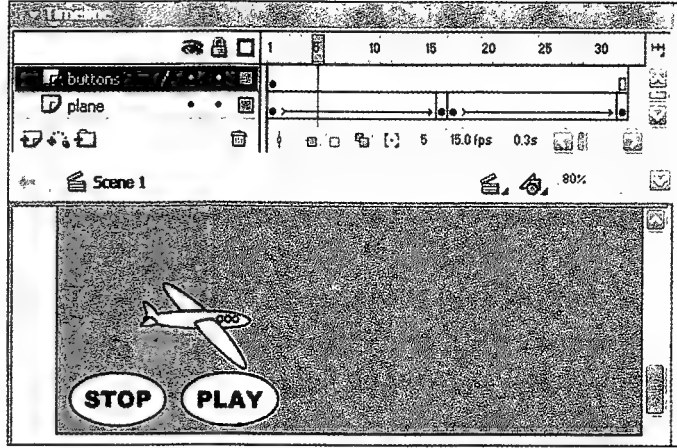 Timeline
1 5 10 15 20 25 30
buttons
plane
5 15.0 fps 0.3s
Scene 1
80%
STOP PLAY